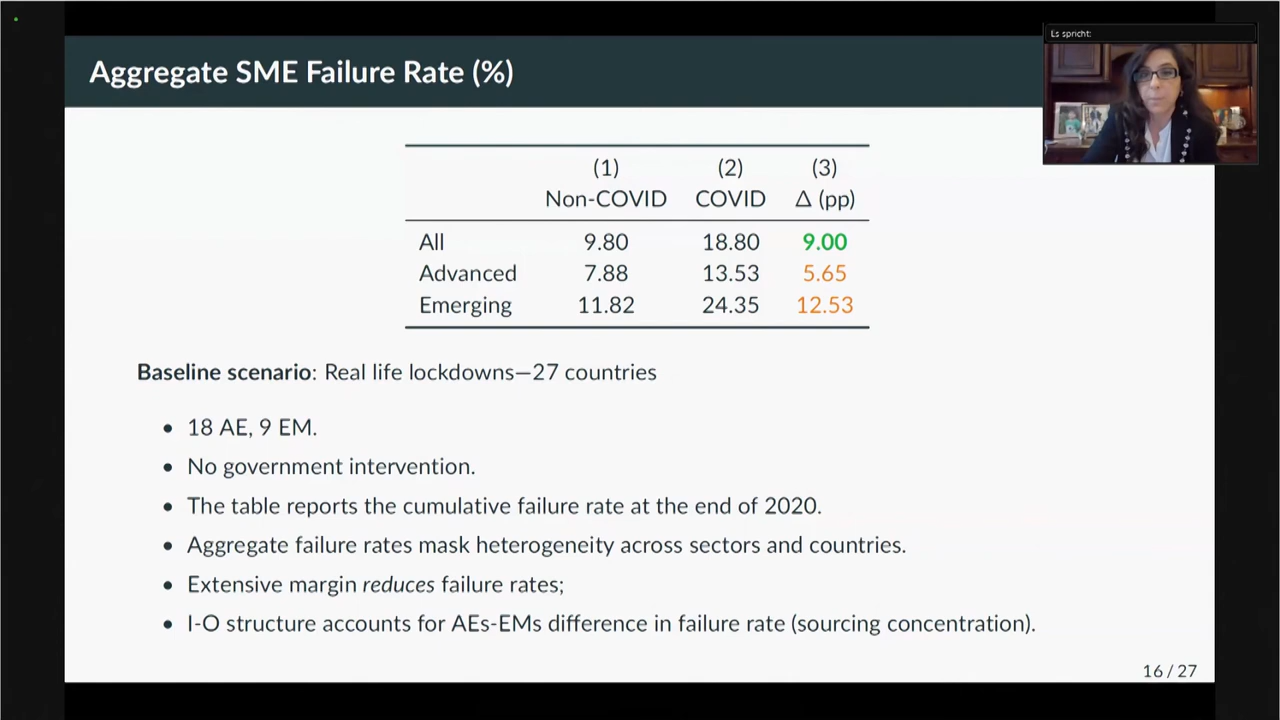 Aggregate SME Failure Rate (%)
Es spricht:
(1) (2) (3)
Non-COVID COVID Δ (pp)
All 9.80 18.80 9.00
Advanced 7.88 13.53 5.65
Emerging 11.82 24.35 12.53
Baseline scenario: Real life lockdowns—27 countries
• 18 AE, 9 EM.
• No government intervention.
• The table reports the cumulative failure rate at the end of 2020.
• Aggregate failure rates mask heterogeneity across sectors and countries.
• Extensive margin reduces failure rates;
• I-O structure accounts for AEs-EMs difference in failure rate (sourcing concentration).
16 / 27